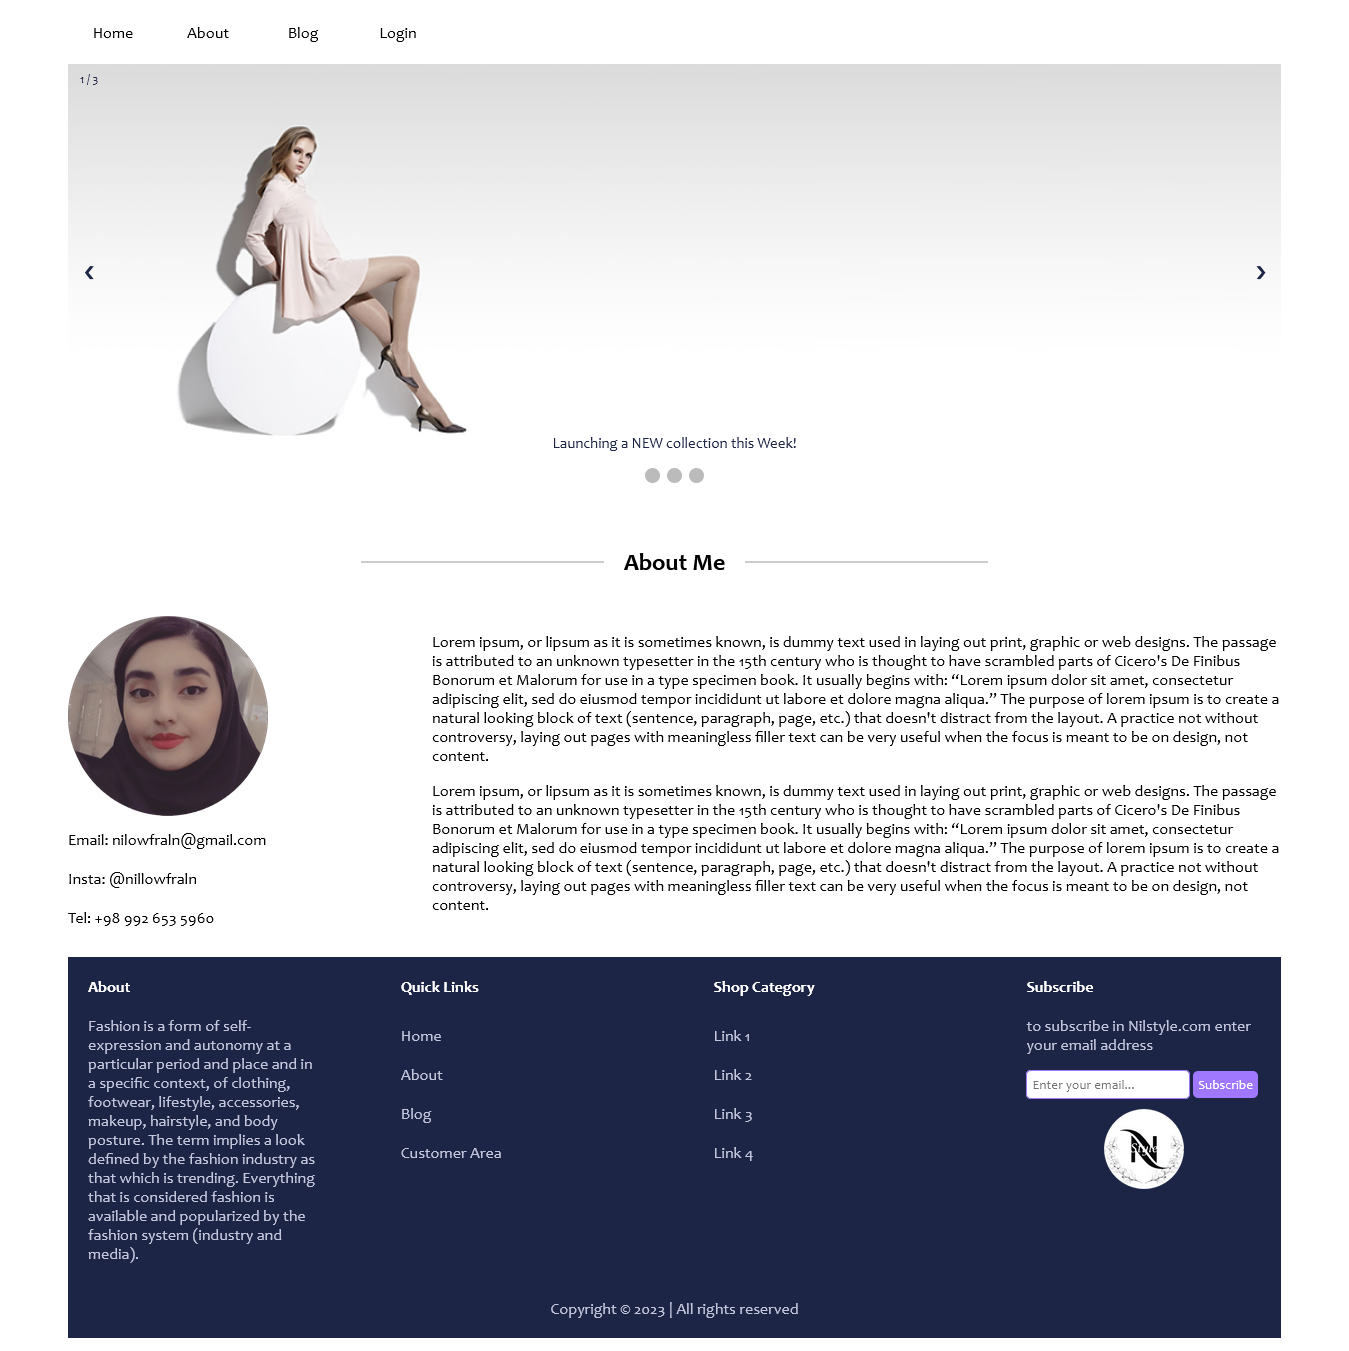 Home About Blog Login
1 / 3
❮ ❯
Launching a NEW collection this Week!
About Me
Lorem ipsum, or lipsum as it is sometimes known, is dummy text used in laying out print, graphic or web designs. The passage
is attributed to an unknown typesetter in the 15th century who is thought to have scrambled parts of Cicero's De Finibus
Bonorum et Malorum for use in a type specimen book. It usually begins with: “Lorem ipsum dolor sit amet, consectetur
adipiscing elit, sed do eiusmod tempor incididunt ut labore et dolore magna aliqua.” The purpose of lorem ipsum is to create a
natural looking block of text (sentence, paragraph, page, etc.) that doesn't distract from the layout. A practice not without
controversy, laying out pages with meaningless filler text can be very useful when the focus is meant to be on design, not
content.
Lorem ipsum, or lipsum as it is sometimes known, is dummy text used in laying out print, graphic or web designs. The passage
is attributed to an unknown typesetter in the 15th century who is thought to have scrambled parts of Cicero's De Finibus
Bonorum et Malorum for use in a type specimen book. It usually begins with: “Lorem ipsum dolor sit amet, consectetur
adipiscing elit, sed do eiusmod tempor incididunt ut labore et dolore magna aliqua.” The purpose of lorem ipsum is to create a
natural looking block of text (sentence, paragraph, page, etc.) that doesn't distract from the layout. A practice not without
controversy, laying out pages with meaningless filler text can be very useful when the focus is meant to be on design, not
content.
Email: nilowfraln@gmail.com
Insta: @nillowfraln
Tel: +98 992 653 5960
About
Fashion is a form of self-
expression and autonomy at a
particular period and place and in
a specific context, of clothing,
footwear, lifestyle, accessories,
makeup, hairstyle, and body
posture. The term implies a look
defined by the fashion industry as
that which is trending. Everything
that is considered fashion is
available and popularized by the
fashion system (industry and
media).
Quick Links
Home
About
Blog
Customer Area
Shop Category
Link 1
Link 2
Link 3
Link 4
Subscribe
to subscribe in Nilstyle.com enter
your email address
Enter your email... Subscribe
N
Style
Copyright © 2023 | All rights reserved